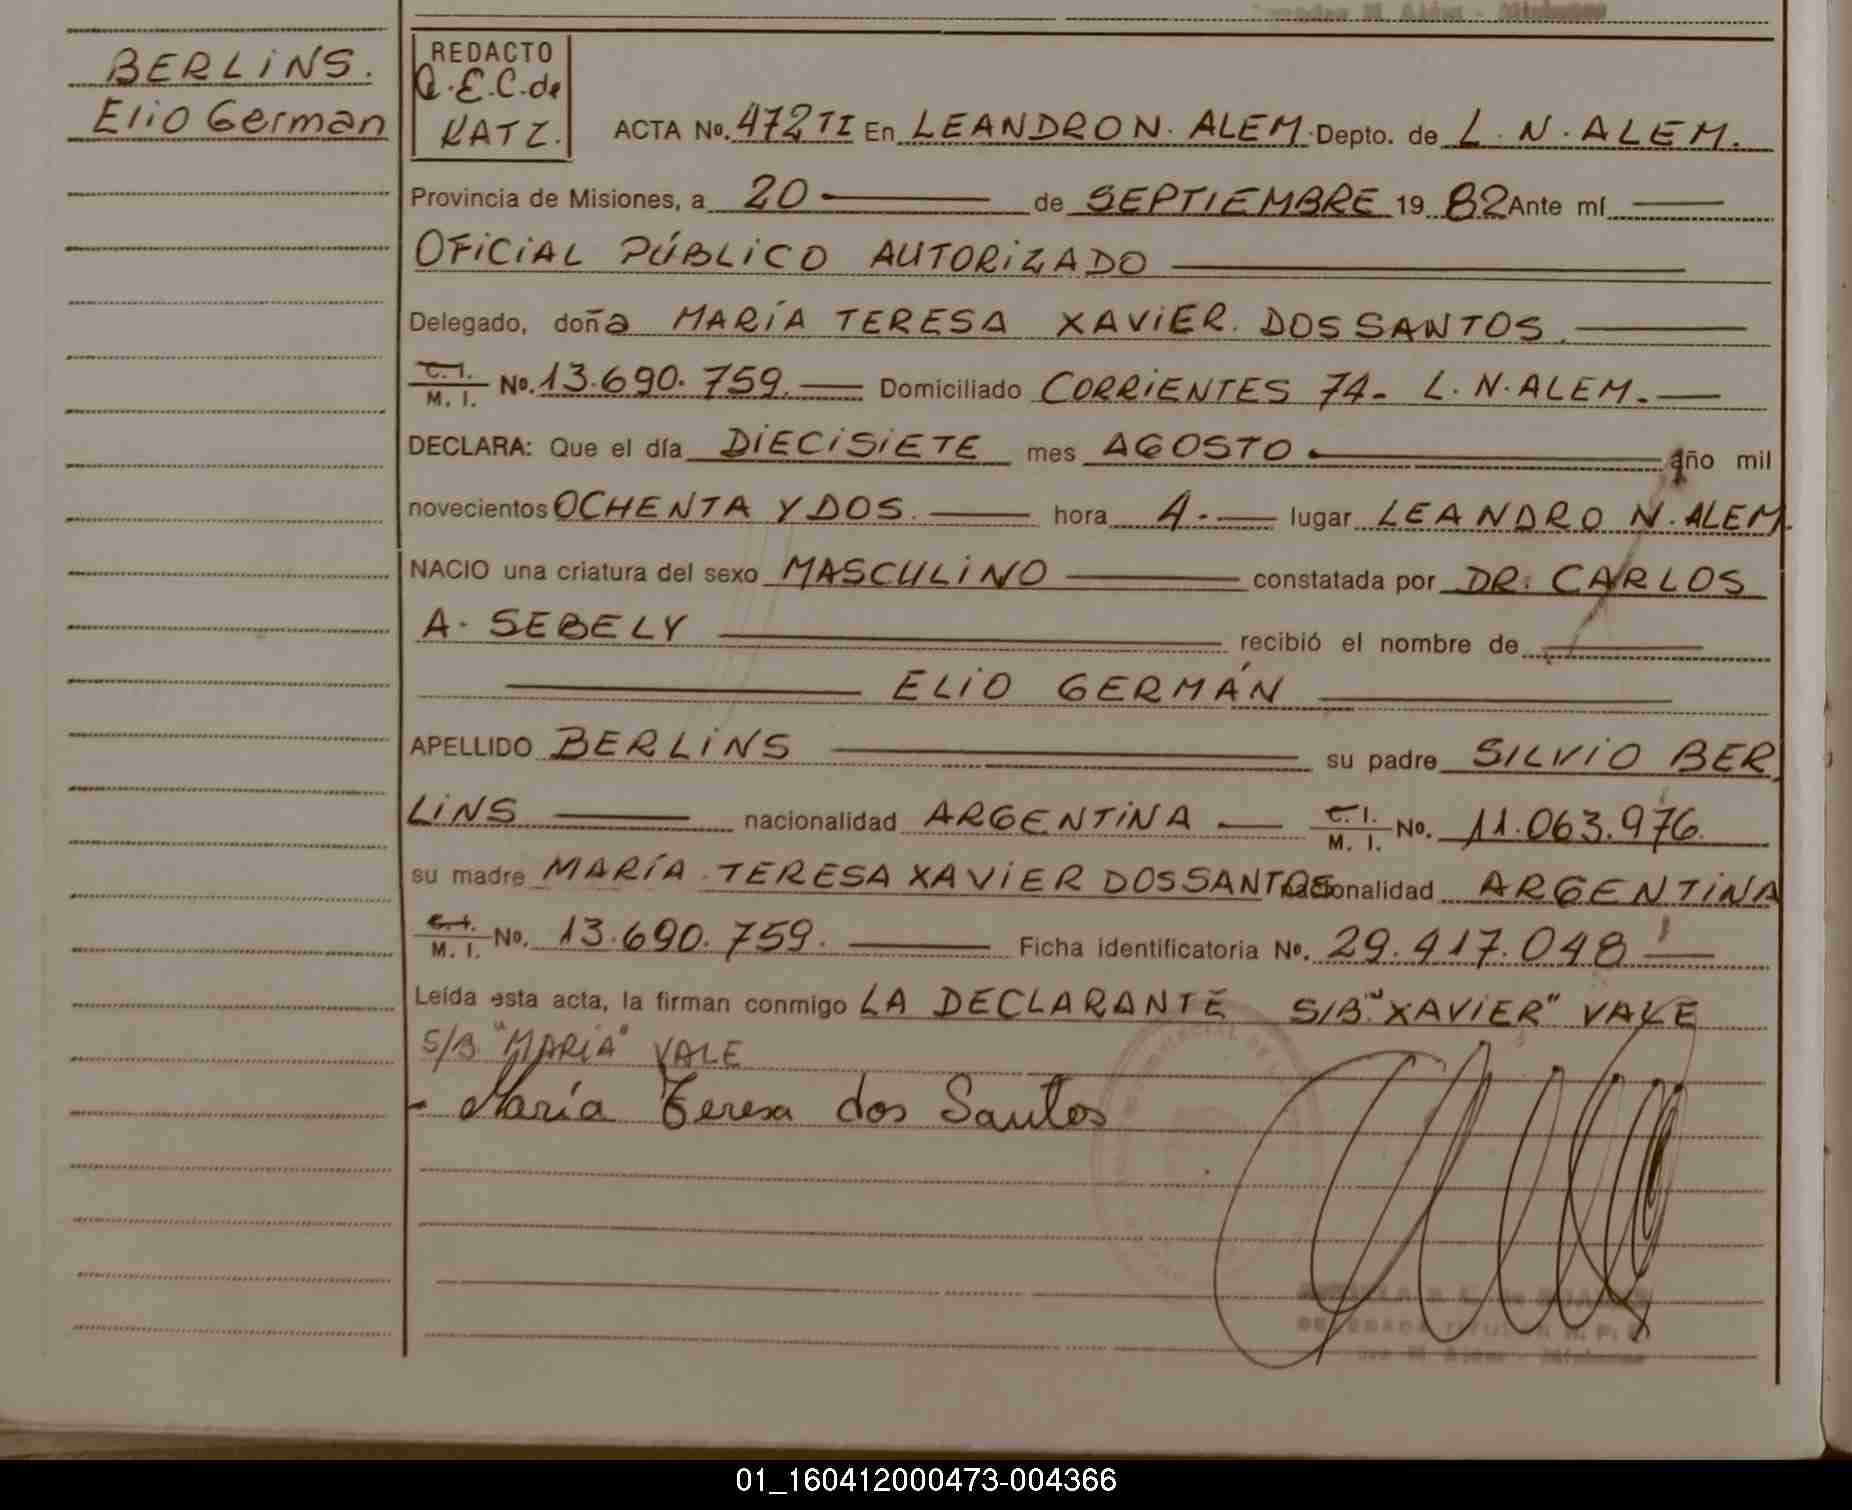 BERLINS.
Elio German
REDACTO
Q.E.C. de
KATZ.
ACTA No. 472 TI En LEANDRO N. ALEM. Depto. de L. N. ALEM.
Provincia de Misiones, a 20 de SEPTIEMBRE 19 82 Ante mí
OFICIAL PÚBLICO AUTORIZADO
Delegado, doña MARÍA TERESA XAVIER DOS SANTOS.
C. I. / M. I. No. 13.690.759. Domiciliado CORRIENTES 74- L. N. ALEM.
DECLARA: Que el día DIECISIETE mes AGOSTO año mil
novecientos OCHENTA Y DOS. hora 4. lugar LEANDRO N. ALEM.
NACIO una criatura del sexo MASCULINO constatada por DR. CARLOS
A. SEBELY recibió el nombre de
ELIO GERMÁN
APELLIDO BERLINS su padre SILVIO BER
LINS nacionalidad ARGENTINA C. I. / M. I. No. 11.063.976.
su madre MARÍA TERESA XAVIER DOS SANTOS nacionalidad ARGENTINA
C. I. / M. I. No. 13.690.759. Ficha identificatoria No. 29.417.048
Leída esta acta, la firman conmigo LA DECLARANTE S/B "XAVIER" VALE
S/B "MARÍA" VALE
- María Teresa dos Santos
01_160412000473-004366